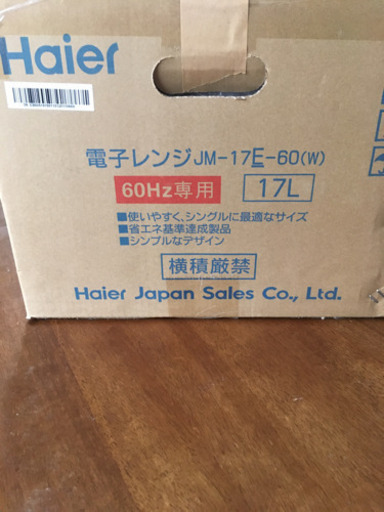 Haier
電子レンジJM-17E-60(W)
60Hz専用 17L
■使いやすく、シングルに最適なサイズ
■省エネ基準達成製品
■シンプルなデザイン
横積厳禁
Haier Japan Sales Co., Ltd.